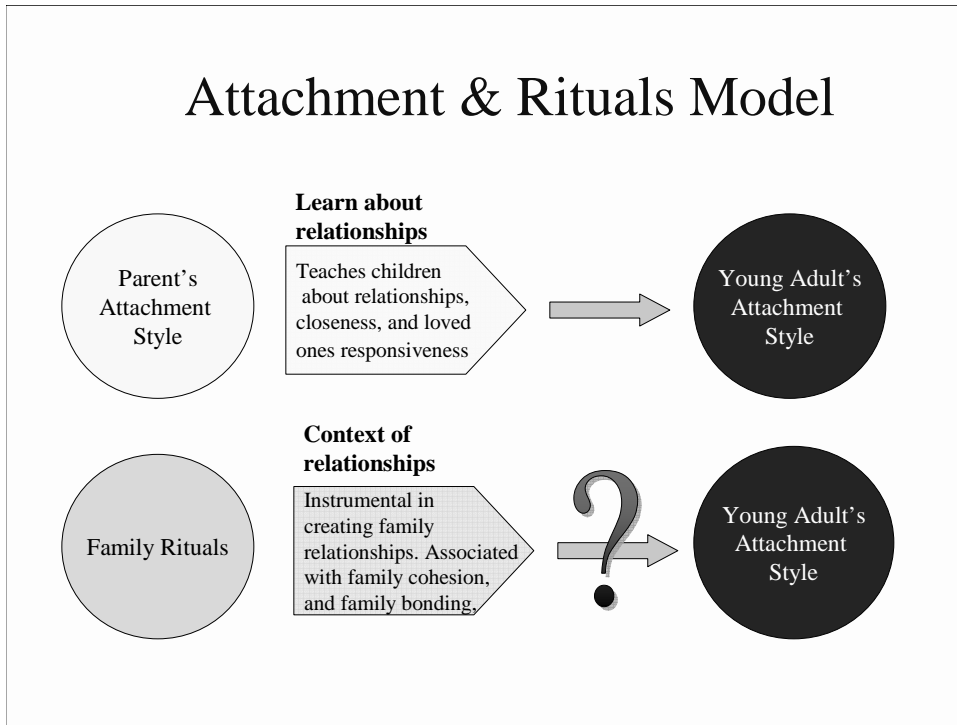 Attachment & Rituals Model
Learn about
relationships
Parent's
Attachment
Style
Teaches children
about relationships,
closeness, and loved
ones responsiveness
Young Adult's
Attachment
Style
Context of
relationships
Family Rituals
Instrumental in
creating family
relationships. Associated
with family cohesion,
and family bonding,
?
Young Adult's
Attachment
Style